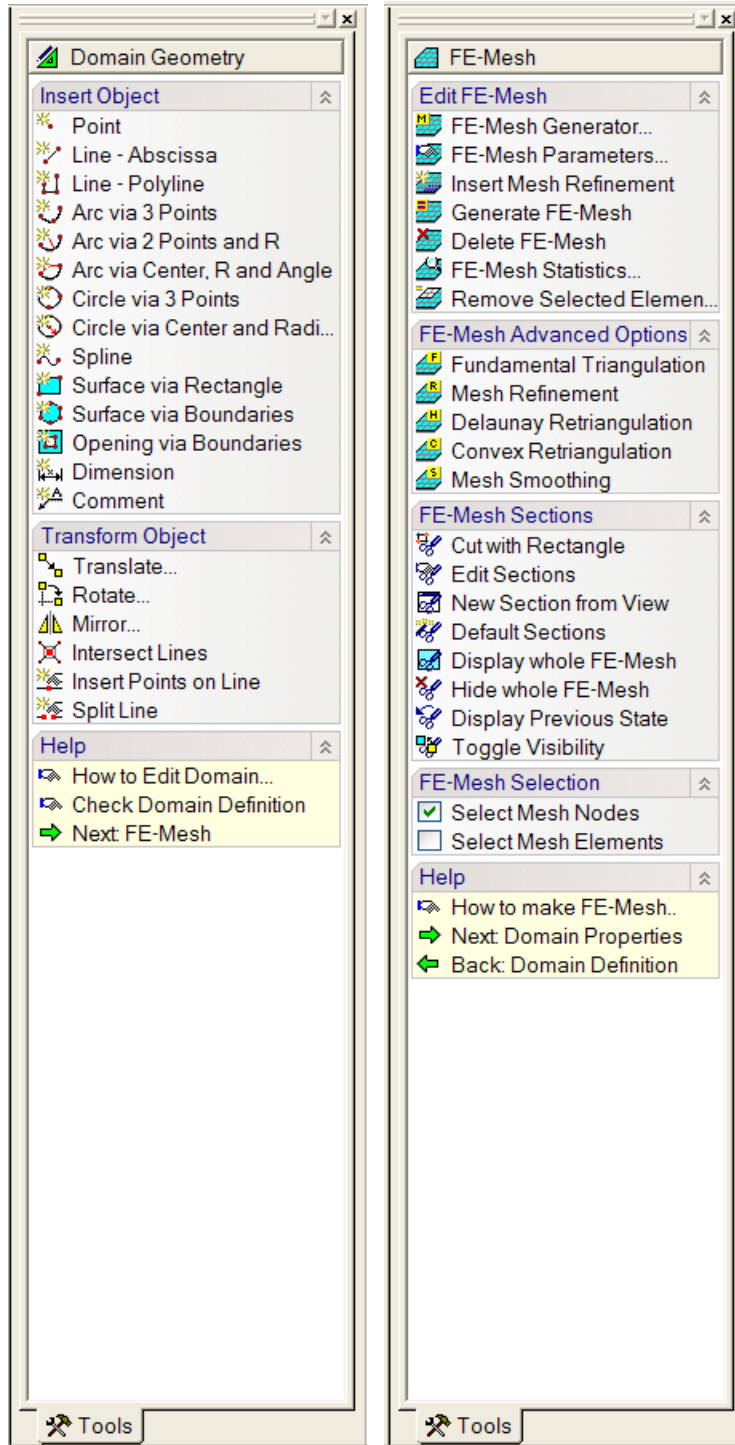 Domain Geometry
Insert Object
Point
Line - Abscissa
Line - Polyline
Arc via 3 Points
Arc via 2 Points and R
Arc via Center, R and Angle
Circle via 3 Points
Circle via Center and Radi...
Spline
Surface via Rectangle
Surface via Boundaries
Opening via Boundaries
Dimension
Comment
Transform Object
Translate...
Rotate...
Mirror...
Intersect Lines
Insert Points on Line
Split Line
Help
How to Edit Domain...
Check Domain Definition
Next: FE-Mesh
Tools
FE-Mesh
Edit FE-Mesh
FE-Mesh Generator...
FE-Mesh Parameters...
Insert Mesh Refinement
Generate FE-Mesh
Delete FE-Mesh
FE-Mesh Statistics...
Remove Selected Elemen...
FE-Mesh Advanced Options
Fundamental Triangulation
Mesh Refinement
Delaunay Retriangulation
Convex Retriangulation
Mesh Smoothing
FE-Mesh Sections
Cut with Rectangle
Edit Sections
New Section from View
Default Sections
Display whole FE-Mesh
Hide whole FE-Mesh
Display Previous State
Toggle Visibility
FE-Mesh Selection
Select Mesh Nodes
Select Mesh Elements
Help
How to make FE-Mesh..
Next: Domain Properties
Back: Domain Definition
Tools